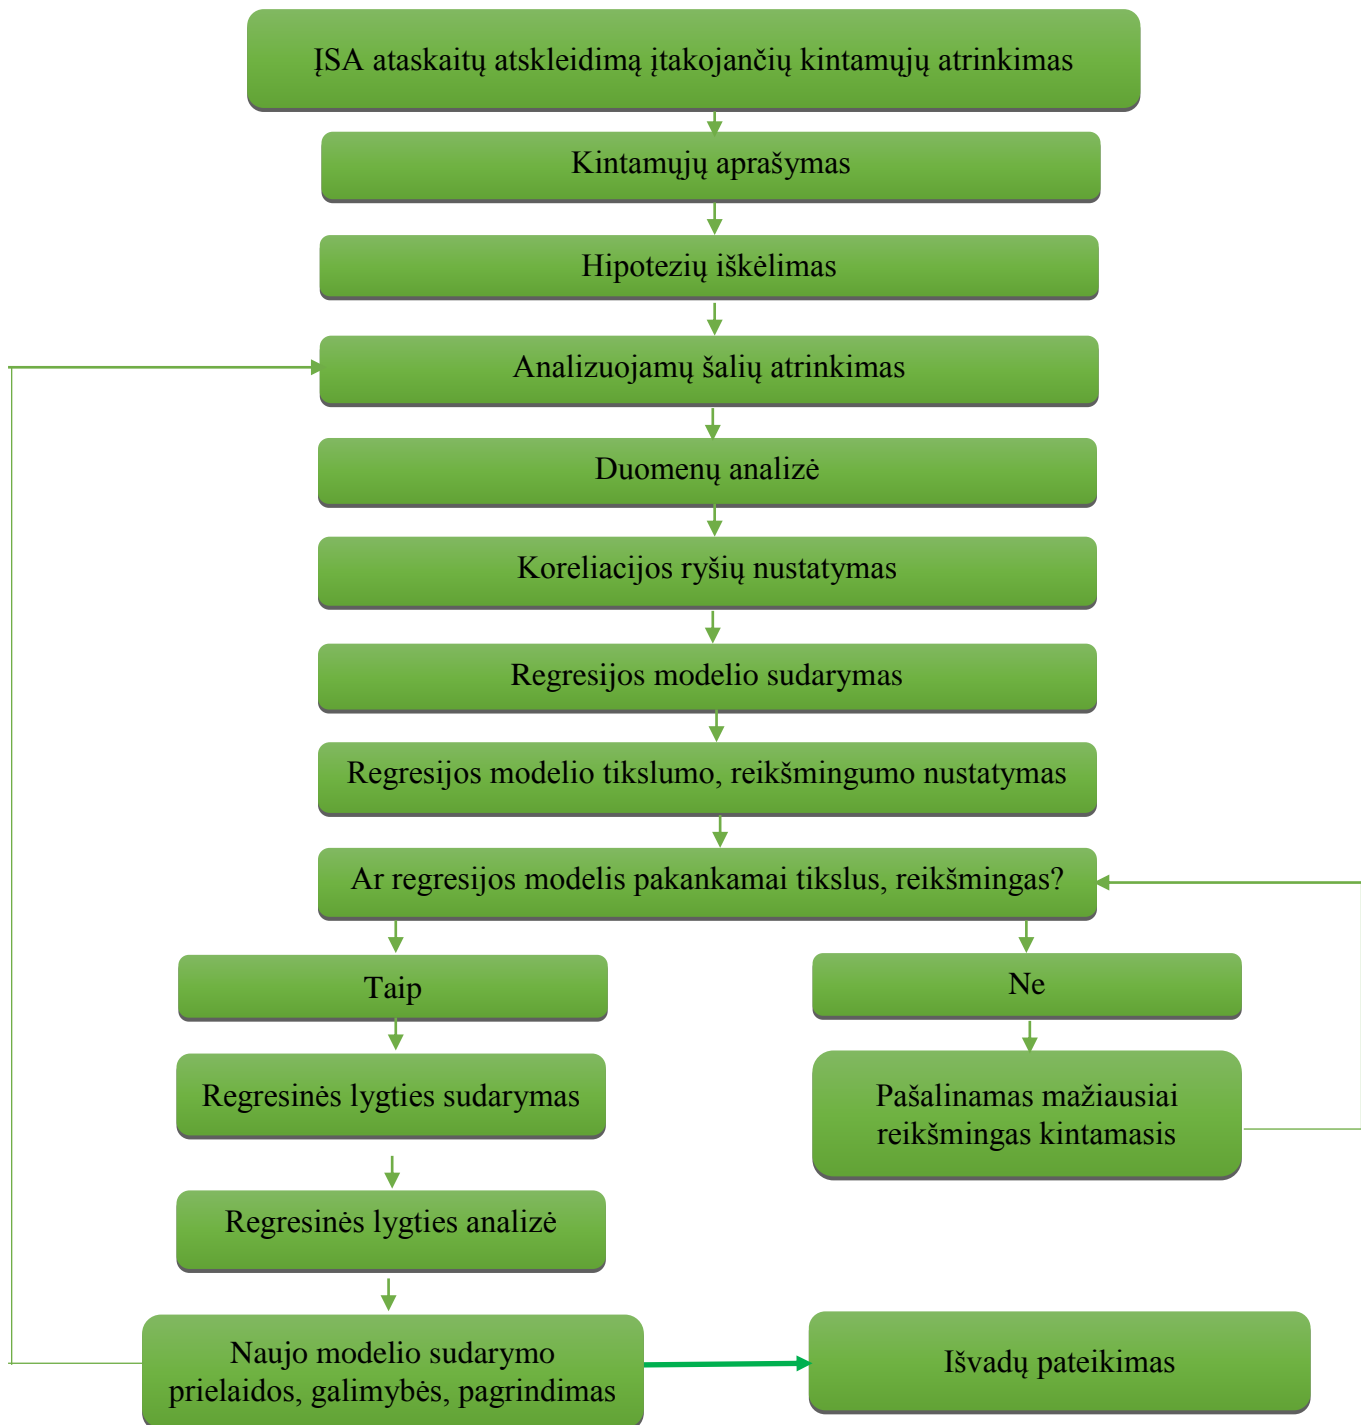 ĮSA ataskaitų atskleidimą įtakojančių kintamųjų atrinkimas
Kintamųjų aprašymas
Hipotezių iškėlimas
Analizuojamų šalių atrinkimas
Duomenų analizė
Koreliacijos ryšių nustatymas
Regresijos modelio sudarymas
Regresijos modelio tikslumo, reikšmingumo nustatymas
Ar regresijos modelis pakankamai tikslus, reikšmingas?
Taip
Ne
Regresinės lygties sudarymas
Pašalinamas mažiausiai
reikšmingas kintamasis
Regresinės lygties analizė
Naujo modelio sudarymo
prielaidos, galimybės, pagrindimas
Išvadų pateikimas